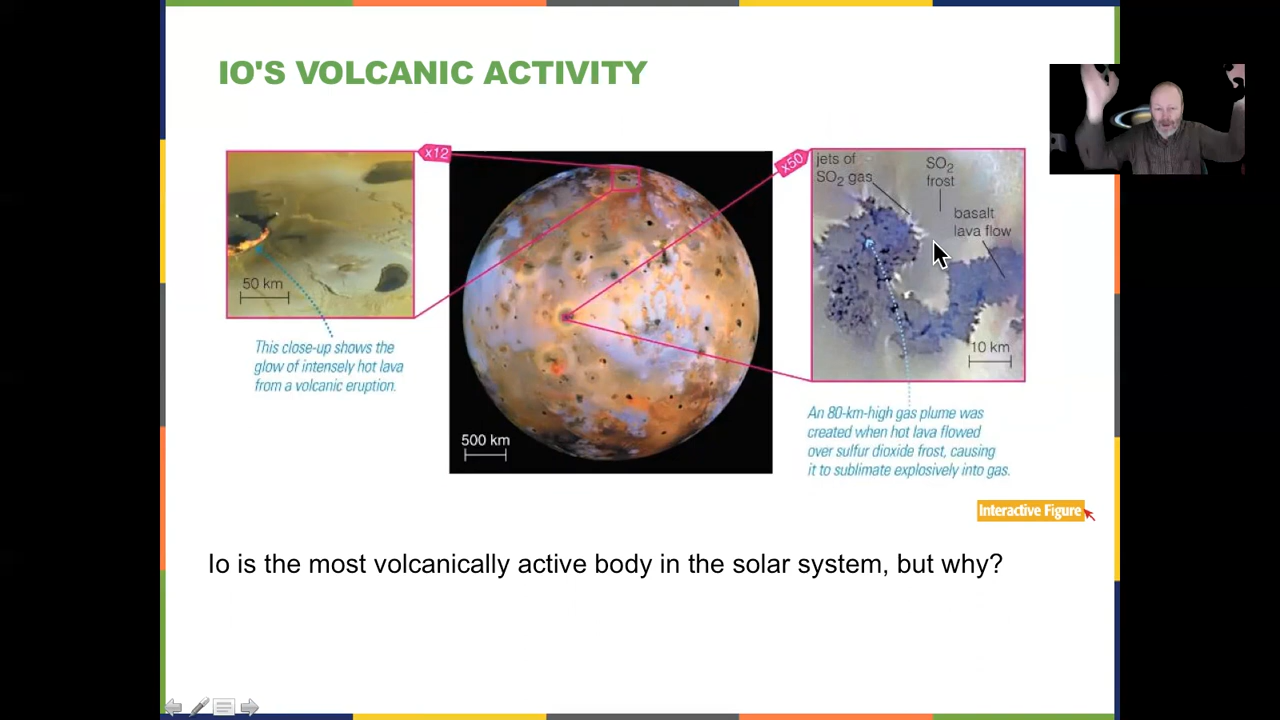 IO'S VOLCANIC ACTIVITY
x12
50 km
This close-up shows the
glow of intensely hot lava
from a volcanic eruption.
500 km
x50
jets of
SO₂ gas
SO₂
frost
basalt
lava flow
10 km
An 80-km-high gas plume was
created when hot lava flowed
over sulfur dioxide frost, causing
it to sublimate explosively into gas.
Interactive Figure
Io is the most volcanically active body in the solar system, but why?